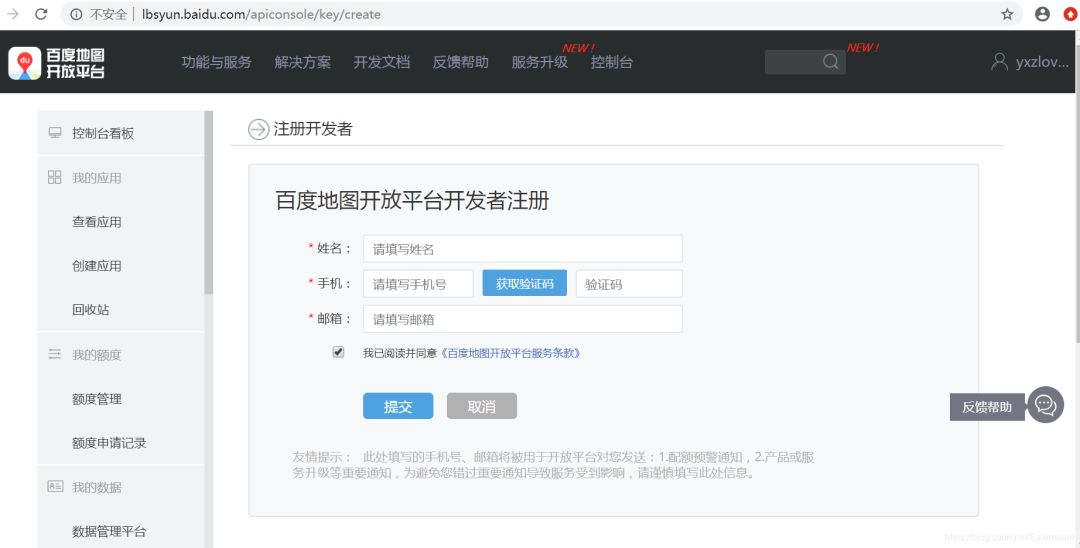 不安全 | lbsyun.baidu.com/apiconsole/key/create
NEW !
NEW !
du 百度地图
开放平台
功能与服务 解决方案 开发文档 反馈帮助 服务升级 控制台
yxzlov...
控制台看板
我的应用
查看应用
创建应用
回收站
我的额度
额度管理
额度申请记录
我的数据
数据管理平台
注册开发者
百度地图开放平台开发者注册
* 姓名： 请填写姓名
* 手机： 请填写手机号 获取验证码 验证码
* 邮箱： 请填写邮箱
我已阅读并同意《百度地图开放平台服务条款》
提交 取消
反馈帮助
友情提示： 此处填写的手机号、邮箱将被用于开放平台对您发送：1.配额预警通知，2.产品或服
务升级等重要通知，为避免您错过重要通知导致服务受到影响，请谨慎填写此处信息。
https://blog.csdn.net/Eastmount